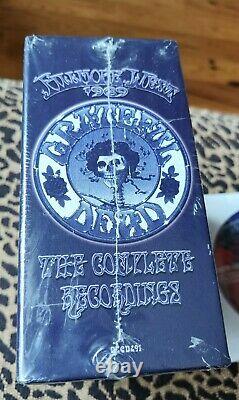 FILLMORE WEST
1969
GRATEFUL
DEAD
THE COMPLETE
RECORDINGS